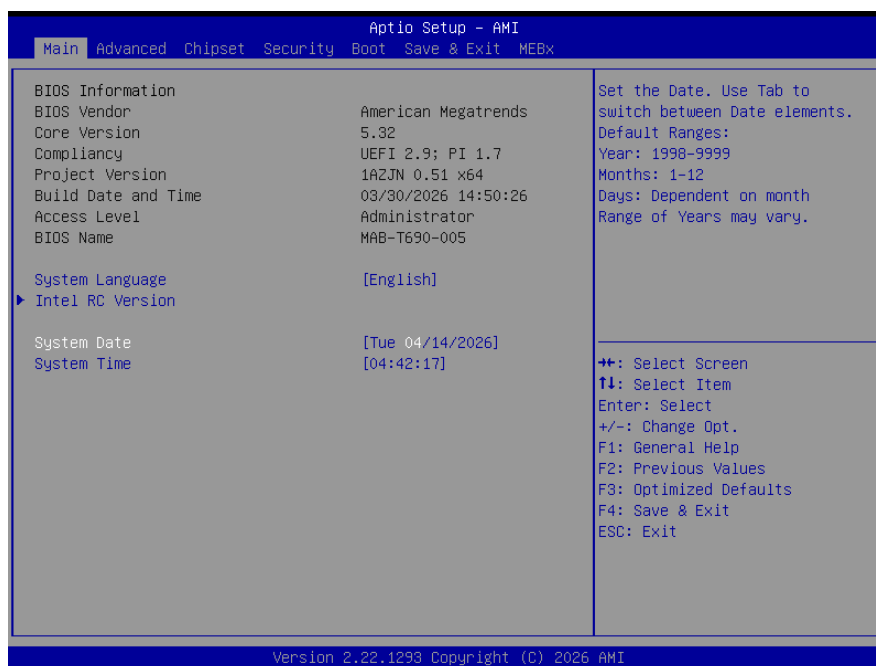 Aptio Setup - AMI
Main Advanced Chipset Security Boot Save & Exit MEBx
BIOS Information
BIOS Vendor American Megatrends
Core Version 5.32
Compliancy UEFI 2.9; PI 1.7
Project Version 1AZJN 0.51 x64
Build Date and Time 03/30/2026 14:50:26
Access Level Administrator
BIOS Name MAB-T690-005
System Language [English]
Intel RC Version
System Date [Tue 04/14/2026]
System Time [04:42:17]
Set the Date. Use Tab to
switch between Date elements.
Default Ranges:
Year: 1998-9999
Months: 1-12
Days: Dependent on month
Range of Years may vary.
→←: Select Screen
↑↓: Select Item
Enter: Select
+/-: Change Opt.
F1: General Help
F2: Previous Values
F3: Optimized Defaults
F4: Save & Exit
ESC: Exit
Version 2.22.1293 Copyright (C) 2026 AMI